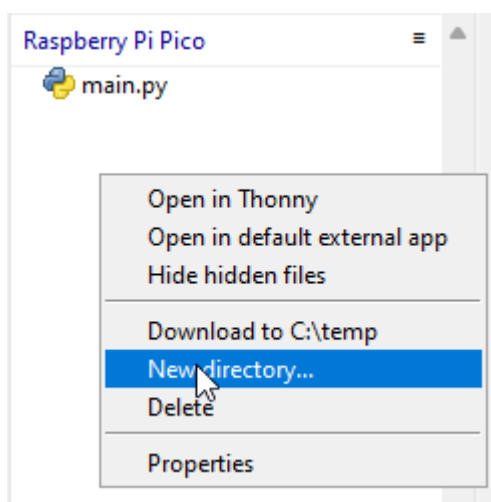 Raspberry Pi Pico
main.py
Open in Thonny
Open in default external app
Hide hidden files
Download to C:\temp
New directory...
Delete
Properties